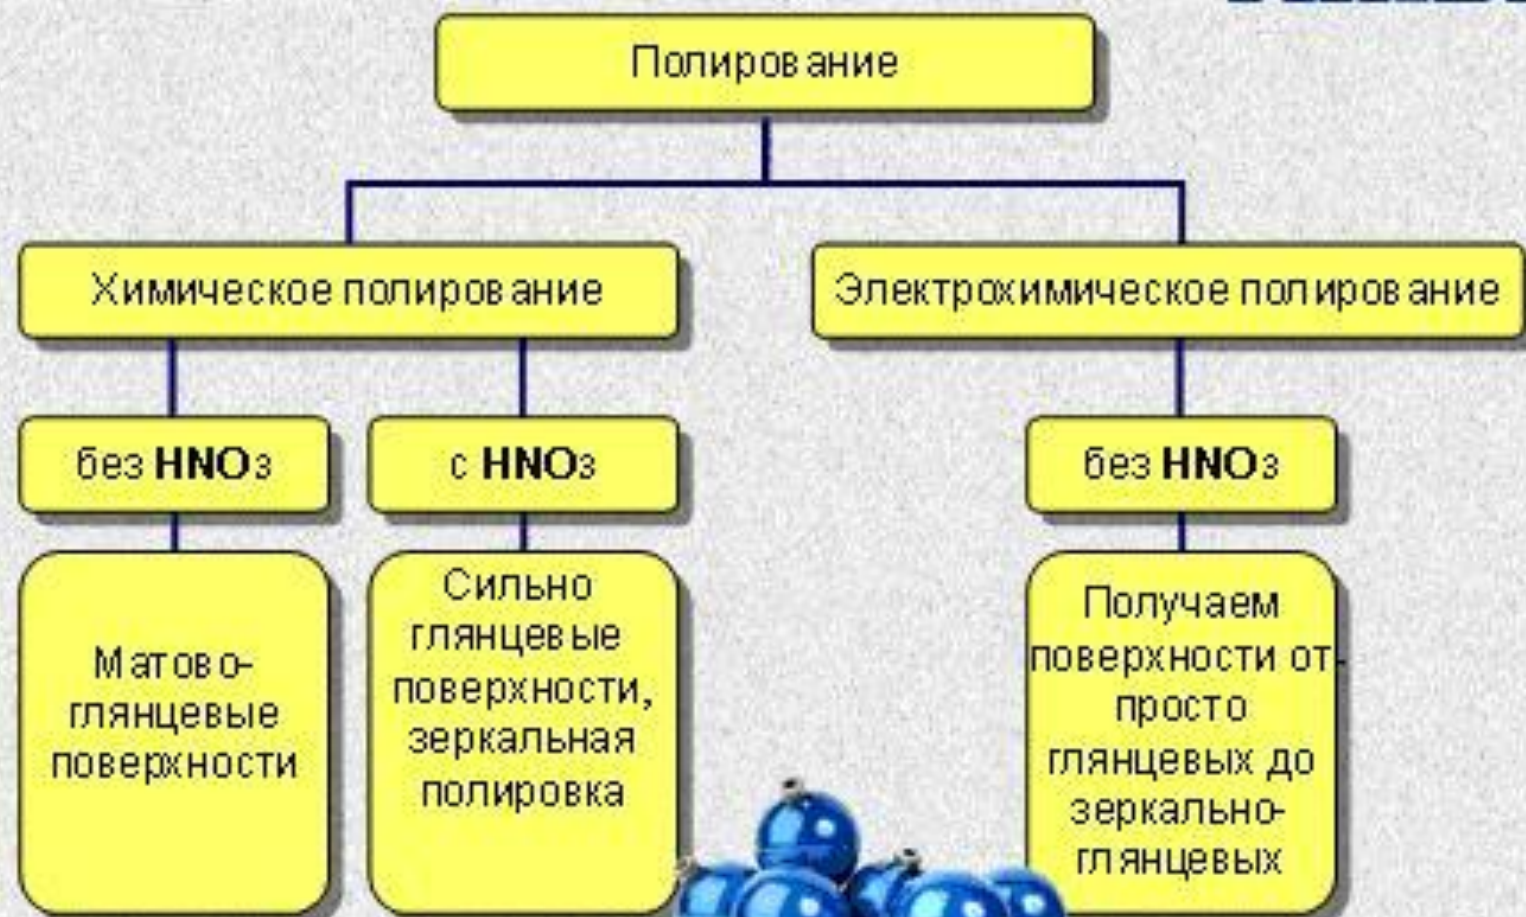 Полирование
Химическое полирование
Электрохимическое полирование
без HNO3
с HNO3
без HNO3
Матово-
глянцевые
поверхности
Сильно
глянцевые
поверхности,
зеркальная
полировка
Получаем
поверхности от-
просто
глянцевых до
зеркально-
глянцевых